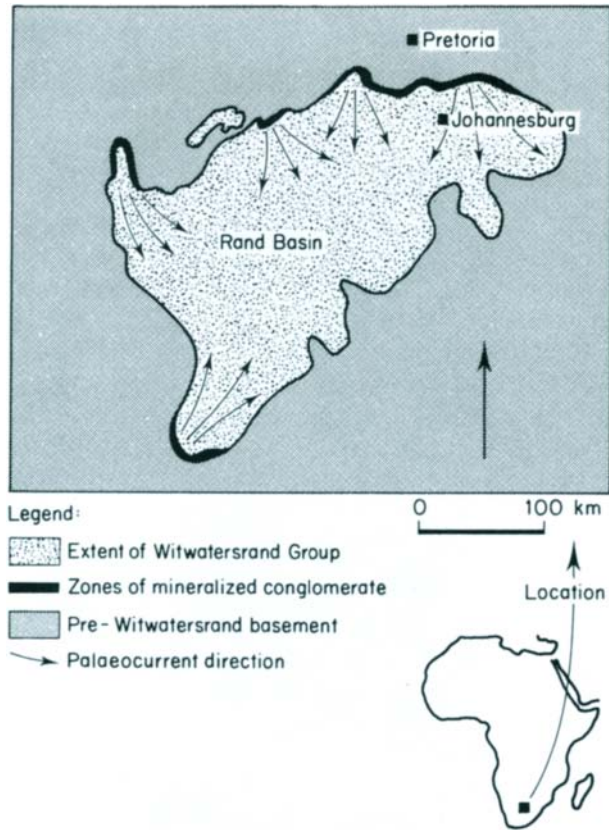 Pretoria
Johannesburg
Rand Basin
Legend:
Extent of Witwatersrand Group
Zones of mineralized conglomerate
Pre-Witwatersrand basement
Palaeocurrent direction
0 100 km
Location